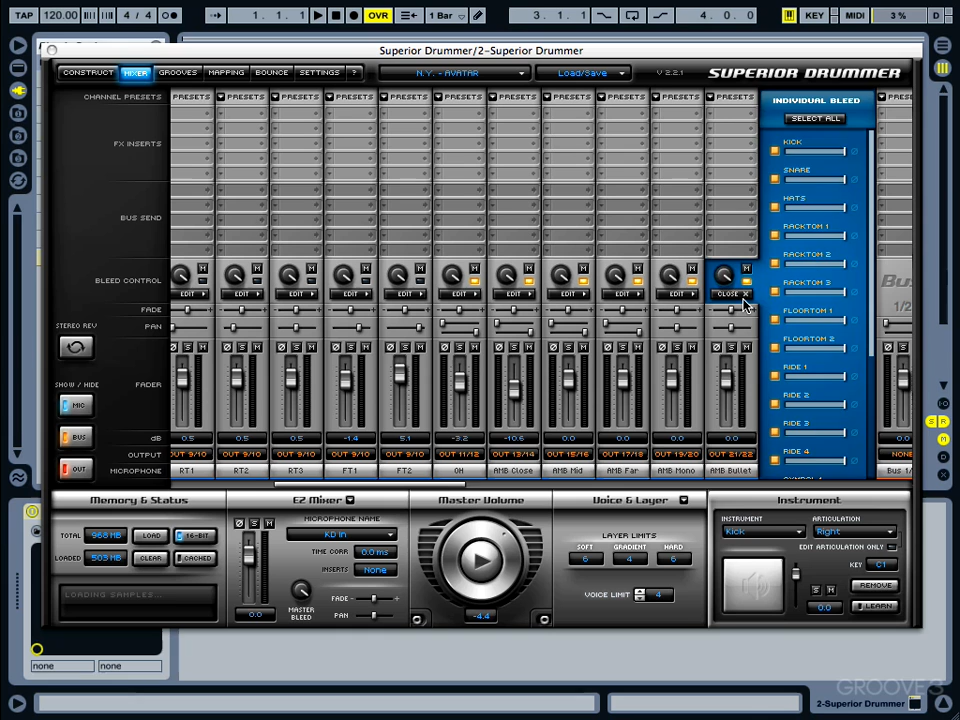 TAP 120.00 4 / 4 1. 1. 1 OVR 1 Bar 3. 1. 1 4. 0. 0 KEY MIDI 3 % D
Superior Drummer/2-Superior Drummer
CONSTRUCT MIXER GROOVES MAPPING BOUNCE SETTINGS ? N.Y. - AVATAR Load/Save V 2.2.1 SUPERIOR DRUMMER
CHANNEL PRESETS PRESETS PRESETS PRESETS PRESETS PRESETS PRESETS PRESETS PRESETS PRESETS PRESETS PRESETS INDIVIDUAL BLEED PRESETS
SELECT ALL
FX INSERTS
KICK
SNARE
HATS
BUS SEND
RACKTOM 1
RACKTOM 2
RACKTOM 3
FLOORTOM 1
FLOORTOM 2
RIDE 1
RIDE 2
RIDE 3
RIDE 4
BLEED CONTROL M M M M M M M M M M M
EDIT EDIT EDIT EDIT EDIT EDIT EDIT EDIT EDIT EDIT CLOSE X
Bus
1/2
FADE
STEREO REV PAN
S M S M S M S M S M S M S M S M S M S M S M S
SHOW / HIDE FADER
MIC
BUS
OUT
dB 0.5 0.5 0.5 -1.4 5.1 -3.2 -10.6 0.0 0.0 0.0 0.0 0.0
OUTPUT OUT 9/10 OUT 9/10 OUT 9/10 OUT 9/10 OUT 9/10 OUT 11/12 OUT 13/14 OUT 15/16 OUT 17/18 OUT 19/20 OUT 21/22 NONE
MICROPHONE RT1 RT2 RT3 FT1 FT2 OH AMB Close AMB Mid AMB Far AMB Mono AMB Bullet Bus 1/
Memory & Status EZ Mixer Master Volume Voice & Layer Instrument
TOTAL 968 MB LOAD 16-BIT
LOADED 503 MB CLEAR CACHED
LOADING SAMPLES...
S M
MICROPHONE NAME
KD In
TIME CORR 0.0 ms
INSERTS None
MASTER
BLEED
FADE - +
PAN
0.0
-4.4
LAYER LIMITS
SOFT GRADIENT HARD
6 4 6
VOICE LIMIT 4
INSTRUMENT ARTICULATION
Kick Right
EDIT ARTICULATION ONLY
KEY C1
S M REMOVE
0.0 LEARN
none none
GROOVE3
2-Superior Drummer